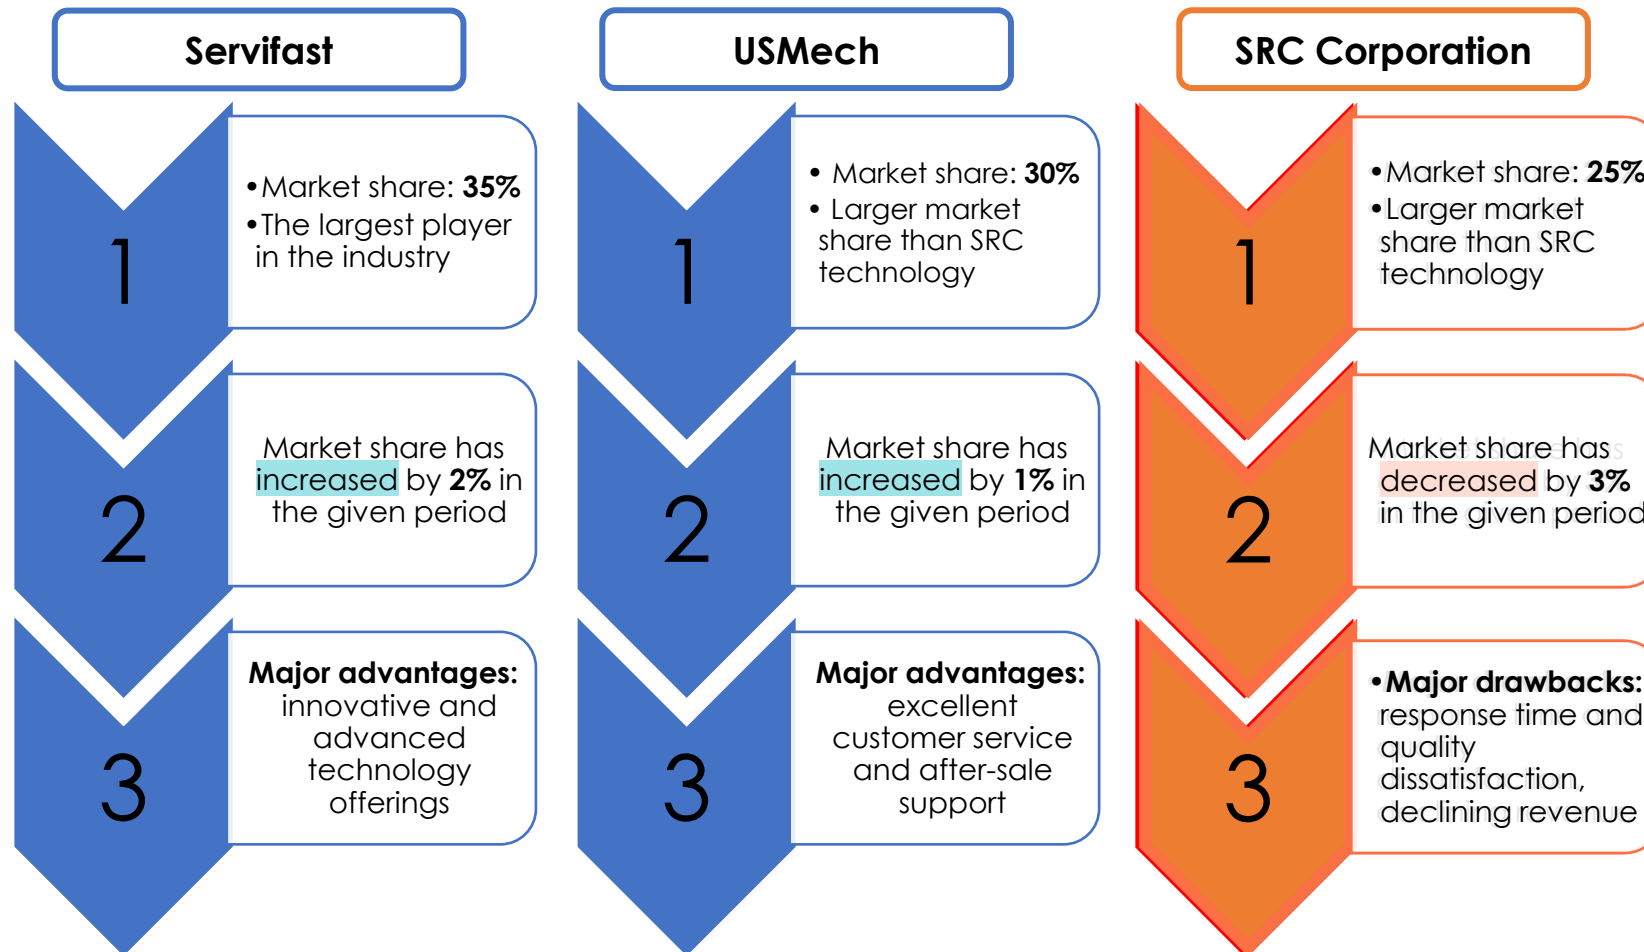 Servifast
1
•Market share: 35%
•The largest player
in the industry
2
Market share has
increased by 2% in
the given period
3
Major advantages:
innovative and
advanced
technology
offerings
USMech
1
• Market share: 30%
• Larger market
share than SRC
technology
2
Market share has
increased by 1% in
the given period
3
Major advantages:
excellent
customer service
and after-sale
support
SRC Corporation
1
•Market share: 25%
•Larger market
share than SRC
technology
2
Market share has
decreased by 3%
in the given period
3
•Major drawbacks:
response time and
quality
dissatisfaction,
declining revenue